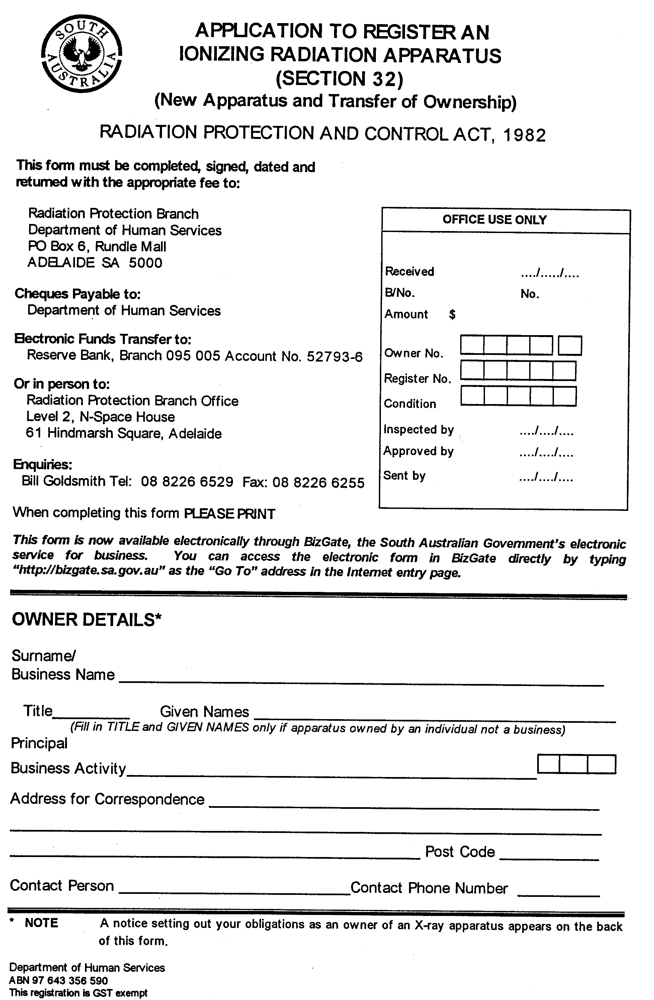 SOUTH
AUSTRALIA
APPLICATION TO REGISTER AN
IONIZING RADIATION APPARATUS
(SECTION 32)
(New Apparatus and Transfer of Ownership)
RADIATION PROTECTION AND CONTROL ACT, 1982
This form must be completed, signed, dated and
returned with the appropriate fee to:
Radiation Protection Branch
Department of Human Services
PO Box 6, Rundle Mall
ADELAIDE SA 5000
Cheques Payable to:
Department of Human Services
Electronic Funds Transfer to:
Reserve Bank, Branch 095 005 Account No. 52793-6
Or in person to:
Radiation Protection Branch Office
Level 2, N-Space House
61 Hindmarsh Square, Adelaide
Enquiries:
Bill Goldsmith Tel: 08 8226 6529 Fax: 08 8226 6255
When completing this form PLEASE PRINT
OFFICE USE ONLY
Received ..../...../....
B/No. No.
Amount $
Owner No.
Register No.
Condition
Inspected by ..../..../....
Approved by ..../..../....
Sent by ..../..../....
This form is now available electronically through BizGate, the South Australian Government's electronic
service for business. You can access the electronic form in BizGate directly by typing
"http://bizgate.sa.gov.au" as the "Go To" address in the Internet entry page.
OWNER DETAILS*
Surname/
Business Name
Title Given Names
(Fill in TITLE and GIVEN NAMES only if apparatus owned by an individual not a business)
Principal
Business Activity
Address for Correspondence
Post Code
Contact Person Contact Phone Number
* NOTE A notice setting out your obligations as an owner of an X-ray apparatus appears on the back
of this form.
Department of Human Services
ABN 97 643 356 590
This registration is GST exempt